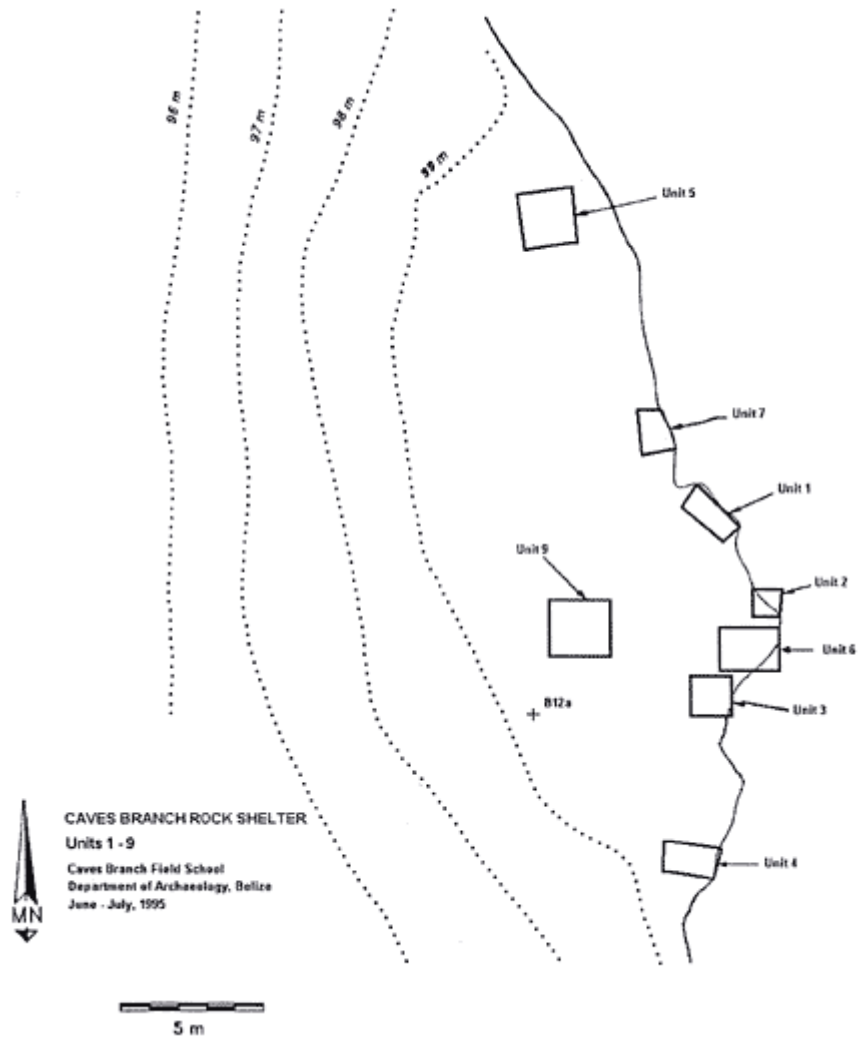 96 m
97 m
98 m
99 m
Unit 5
Unit 7
Unit 1
Unit 9
Unit 2
Unit 6
B12a
Unit 3
Unit 4
CAVES BRANCH ROCK SHELTER
Units 1 - 9
Caves Branch Field School
Department of Archaeology, Belize
June - July, 1995
MN
5 m